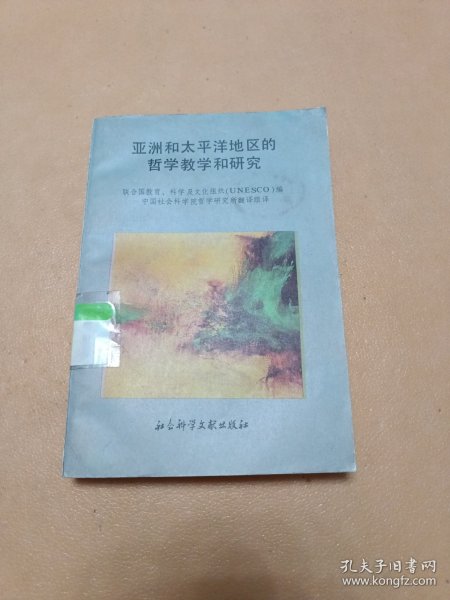 亚洲和太平洋地区的
哲学教学和研究
联合国教育、科学及文化组织(UNESCO)编
中国社会科学院哲学研究所翻译组译
社会科学文献出版社
孔夫子旧书网
www.kongfz.com